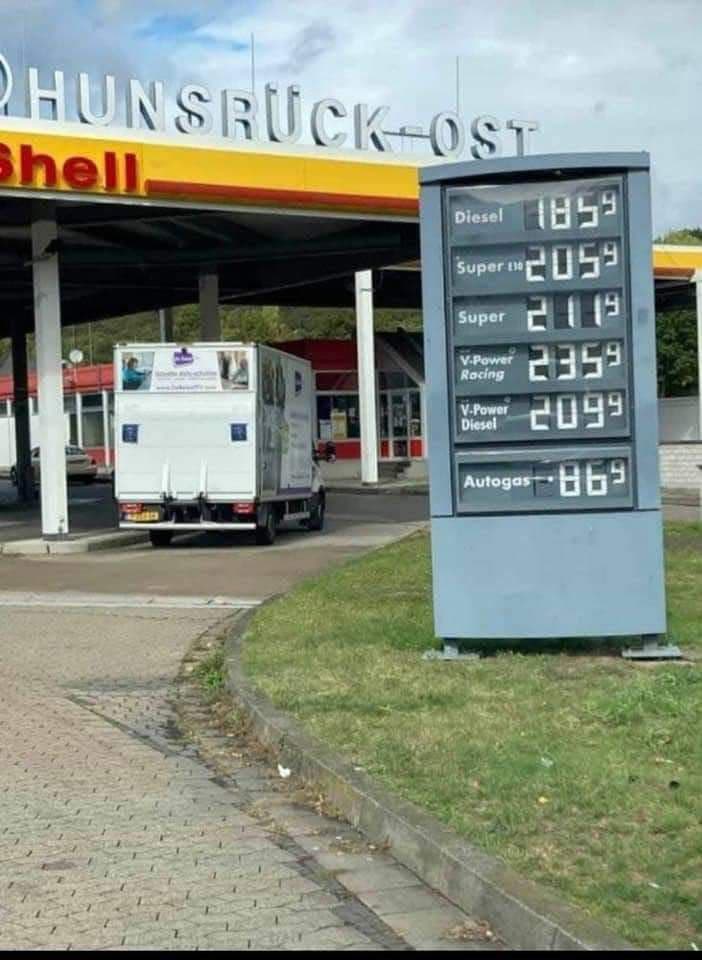 HUNSRÜCK-OST
Shell
Diesel 185⁹
Super E10 205⁹
Super 211⁹
V-Power Racing 235⁹
V-Power Diesel 209⁹
Autogas 86⁹